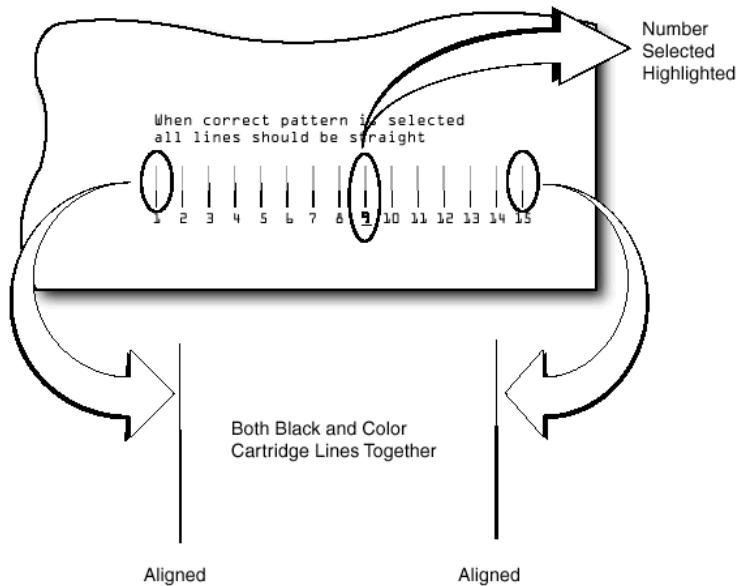 Number
Selected
Highlighted
When correct pattern is selected
all lines should be straight
1 2 3 4 5 6 7 8 9 10 11 12 13 14 15
Both Black and Color
Cartridge Lines Together
Aligned Aligned